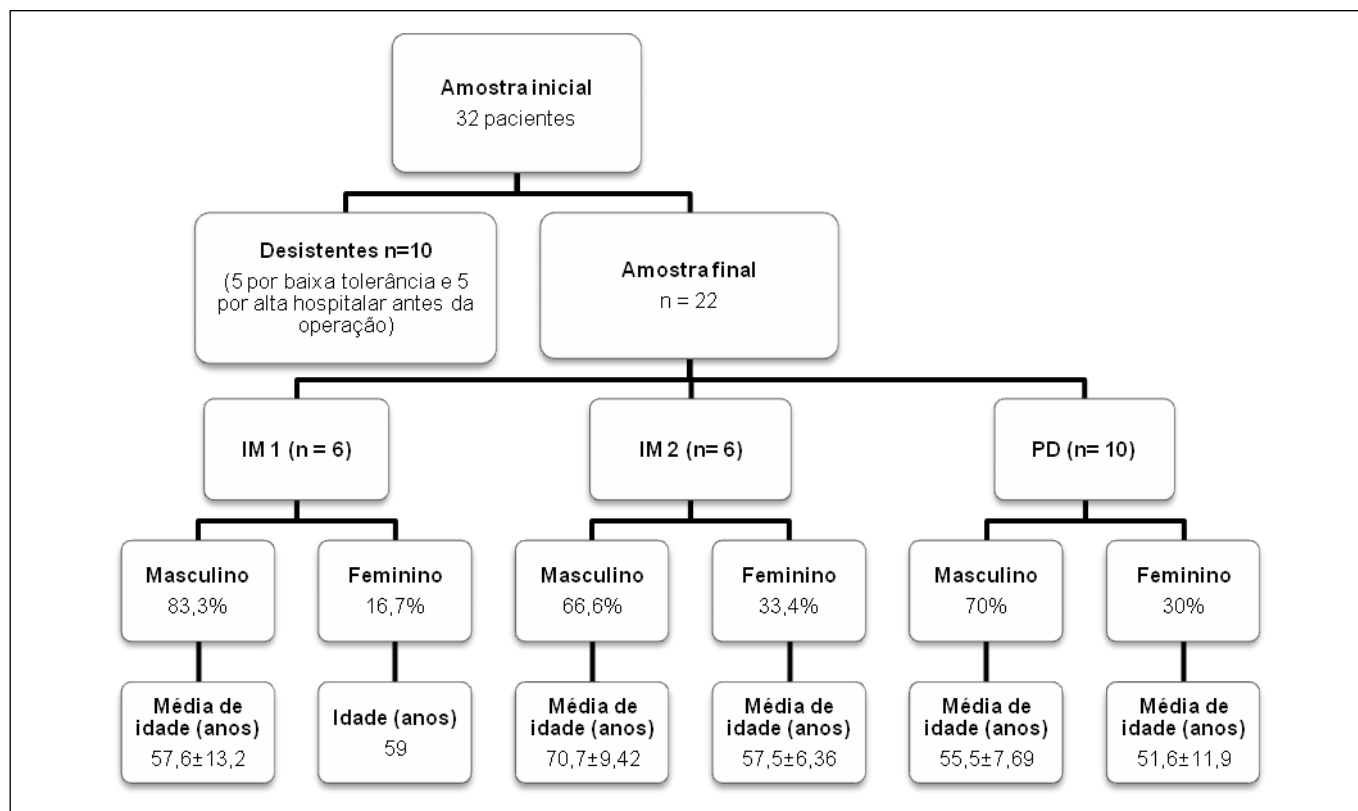 Amostra inicial
32 pacientes
Desistentes n=10
(5 por baixa tolerância e 5
por alta hospitalar antes da
operação)
Amostra final
n = 22
IM 1 (n = 6)
IM 2 (n= 6)
PD (n= 10)
Masculino
83,3%
Feminino
16,7%
Masculino
66,6%
Feminino
33,4%
Masculino
70%
Feminino
30%
Média de
idade (anos)
57,6±13,2
Idade (anos)
59
Média de
idade (anos)
70,7±9,42
Média de
idade (anos)
57,5±6,36
Média de
idade (anos)
55,5±7,69
Média de
idade (anos)
51,6±11,9